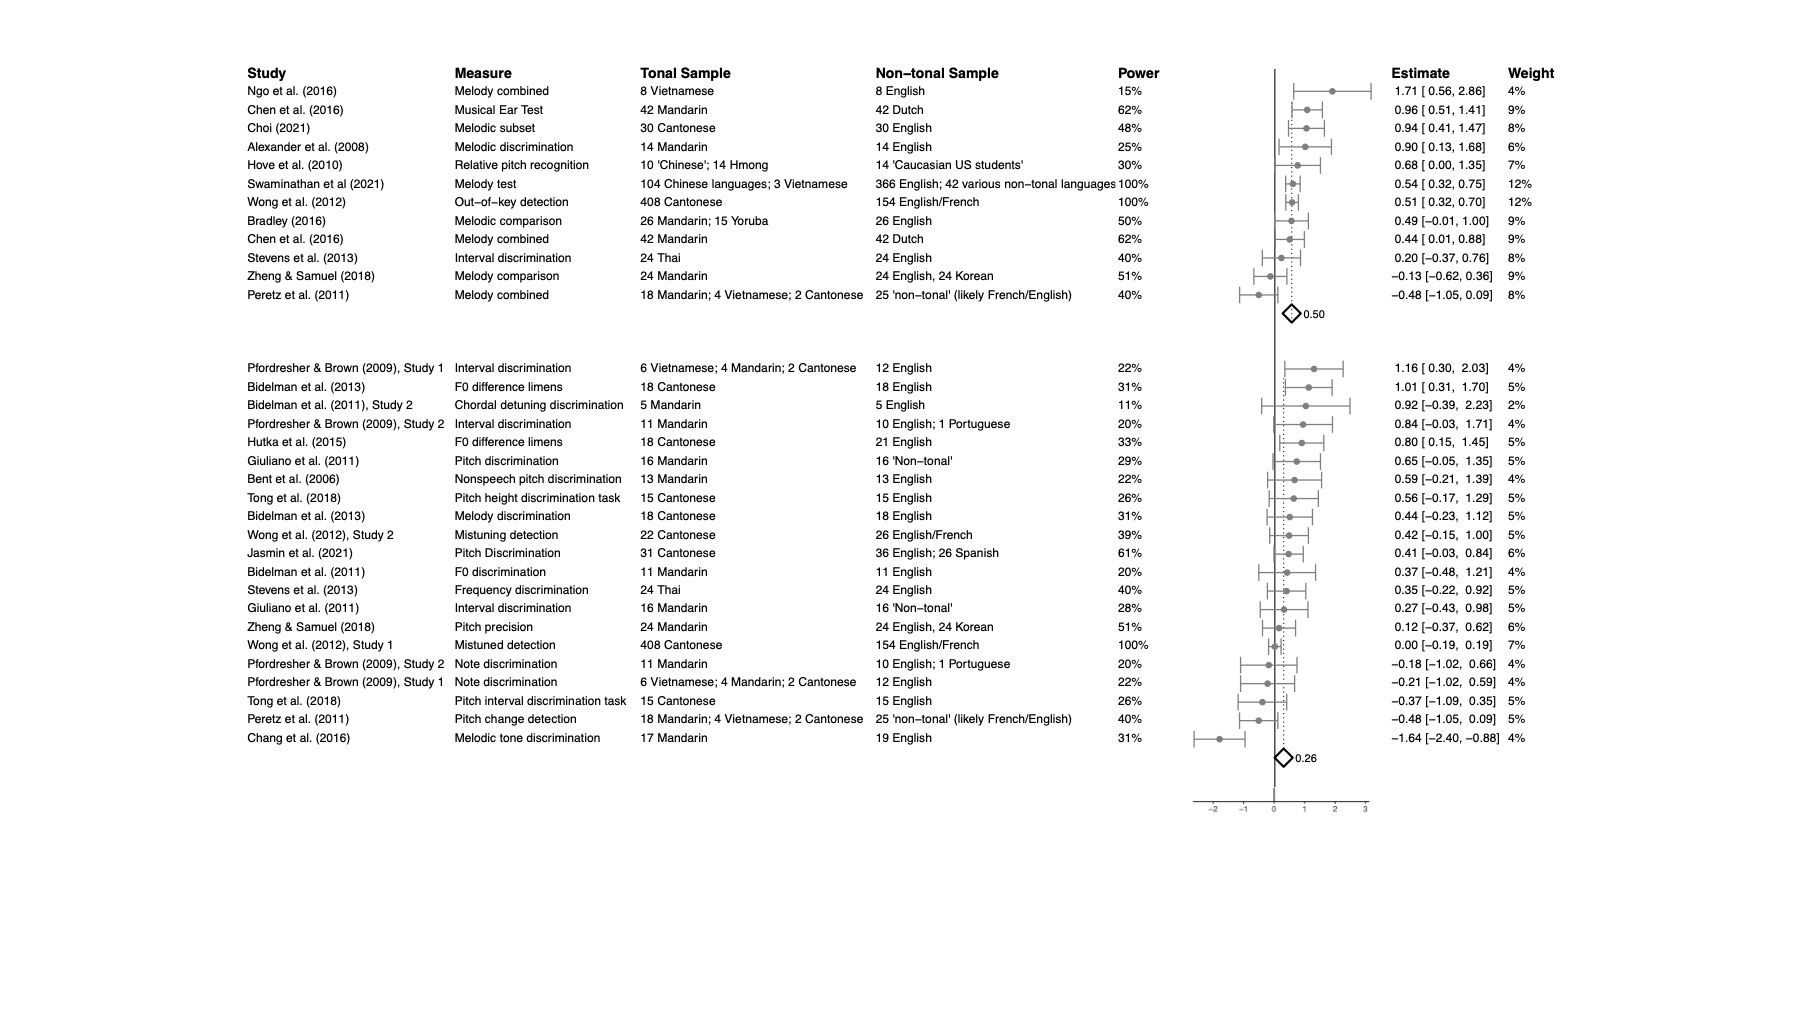 Study Measure Tonal Sample Non−tonal Sample Power Estimate Weight
Ngo et al. (2016) Melody combined 8 Vietnamese 8 English 15% 1.71 [ 0.56, 2.86] 4%
Chen et al. (2016) Musical Ear Test 42 Mandarin 42 Dutch 62% 0.96 [ 0.51, 1.41] 9%
Choi (2021) Melodic subset 30 Cantonese 30 English 48% 0.94 [ 0.41, 1.47] 8%
Alexander et al. (2008) Melodic discrimination 14 Mandarin 14 English 25% 0.90 [ 0.13, 1.68] 6%
Hove et al. (2010) Relative pitch recognition 10 'Chinese'; 14 Hmong 14 'Caucasian US students' 30% 0.68 [ 0.00, 1.35] 7%
Swaminathan et al (2021) Melody test 104 Chinese languages; 3 Vietnamese 366 English; 42 various non−tonal languages 100% 0.54 [ 0.32, 0.75] 12%
Wong et al. (2012) Out−of−key detection 408 Cantonese 154 English/French 100% 0.51 [ 0.32, 0.70] 12%
Bradley (2016) Melodic comparison 26 Mandarin; 15 Yoruba 26 English 50% 0.49 [−0.01, 1.00] 9%
Chen et al. (2016) Melody combined 42 Mandarin 42 Dutch 62% 0.44 [ 0.01, 0.88] 9%
Stevens et al. (2013) Interval discrimination 24 Thai 24 English 40% 0.20 [−0.37, 0.76] 8%
Zheng & Samuel (2018) Melody comparison 24 Mandarin 24 English, 24 Korean 51% −0.13 [−0.62, 0.36] 9%
Peretz et al. (2011) Melody combined 18 Mandarin; 4 Vietnamese; 2 Cantonese 25 'non−tonal' (likely French/English) 40% −0.48 [−1.05, 0.09] 8%
0.50
Pfordresher & Brown (2009), Study 1 Interval discrimination 6 Vietnamese; 4 Mandarin; 2 Cantonese 12 English 22% 1.16 [ 0.30, 2.03] 4%
Bidelman et al. (2013) F0 difference limens 18 Cantonese 18 English 31% 1.01 [ 0.31, 1.70] 5%
Bidelman et al. (2011), Study 2 Chordal detuning discrimination 5 Mandarin 5 English 11% 0.92 [−0.39, 2.23] 2%
Pfordresher & Brown (2009), Study 2 Interval discrimination 11 Mandarin 10 English; 1 Portuguese 20% 0.84 [−0.03, 1.71] 4%
Hutka et al. (2015) F0 difference limens 18 Cantonese 21 English 33% 0.80 [ 0.15, 1.45] 5%
Giuliano et al. (2011) Pitch discrimination 16 Mandarin 16 'Non−tonal' 29% 0.65 [−0.05, 1.35] 5%
Bent et al. (2006) Nonspeech pitch discrimination 13 Mandarin 13 English 22% 0.59 [−0.21, 1.39] 4%
Tong et al. (2018) Pitch height discrimination task 15 Cantonese 15 English 26% 0.56 [−0.17, 1.29] 5%
Bidelman et al. (2013) Melody discrimination 18 Cantonese 18 English 31% 0.44 [−0.23, 1.12] 5%
Wong et al. (2012), Study 2 Mistuning detection 22 Cantonese 26 English/French 39% 0.42 [−0.15, 1.00] 5%
Jasmin et al. (2021) Pitch Discrimination 31 Cantonese 36 English; 26 Spanish 61% 0.41 [−0.03, 0.84] 6%
Bidelman et al. (2011) F0 discrimination 11 Mandarin 11 English 20% 0.37 [−0.48, 1.21] 4%
Stevens et al. (2013) Frequency discrimination 24 Thai 24 English 40% 0.35 [−0.22, 0.92] 5%
Giuliano et al. (2011) Interval discrimination 16 Mandarin 16 'Non−tonal' 28% 0.27 [−0.43, 0.98] 5%
Zheng & Samuel (2018) Pitch precision 24 Mandarin 24 English, 24 Korean 51% 0.12 [−0.37, 0.62] 6%
Wong et al. (2012), Study 1 Mistuned detection 408 Cantonese 154 English/French 100% 0.00 [−0.19, 0.19] 7%
Pfordresher & Brown (2009), Study 2 Note discrimination 11 Mandarin 10 English; 1 Portuguese 20% −0.18 [−1.02, 0.66] 4%
Pfordresher & Brown (2009), Study 1 Note discrimination 6 Vietnamese; 4 Mandarin; 2 Cantonese 12 English 22% −0.21 [−1.02, 0.59] 4%
Tong et al. (2018) Pitch interval discrimination task 15 Cantonese 15 English 26% −0.37 [−1.09, 0.35] 5%
Peretz et al. (2011) Pitch change detection 18 Mandarin; 4 Vietnamese; 2 Cantonese 25 'non−tonal' (likely French/English) 40% −0.48 [−1.05, 0.09] 5%
Chang et al. (2016) Melodic tone discrimination 17 Mandarin 19 English 31% −1.64 [−2.40, −0.88] 4%
0.26
−2 −1 0 1 2 3